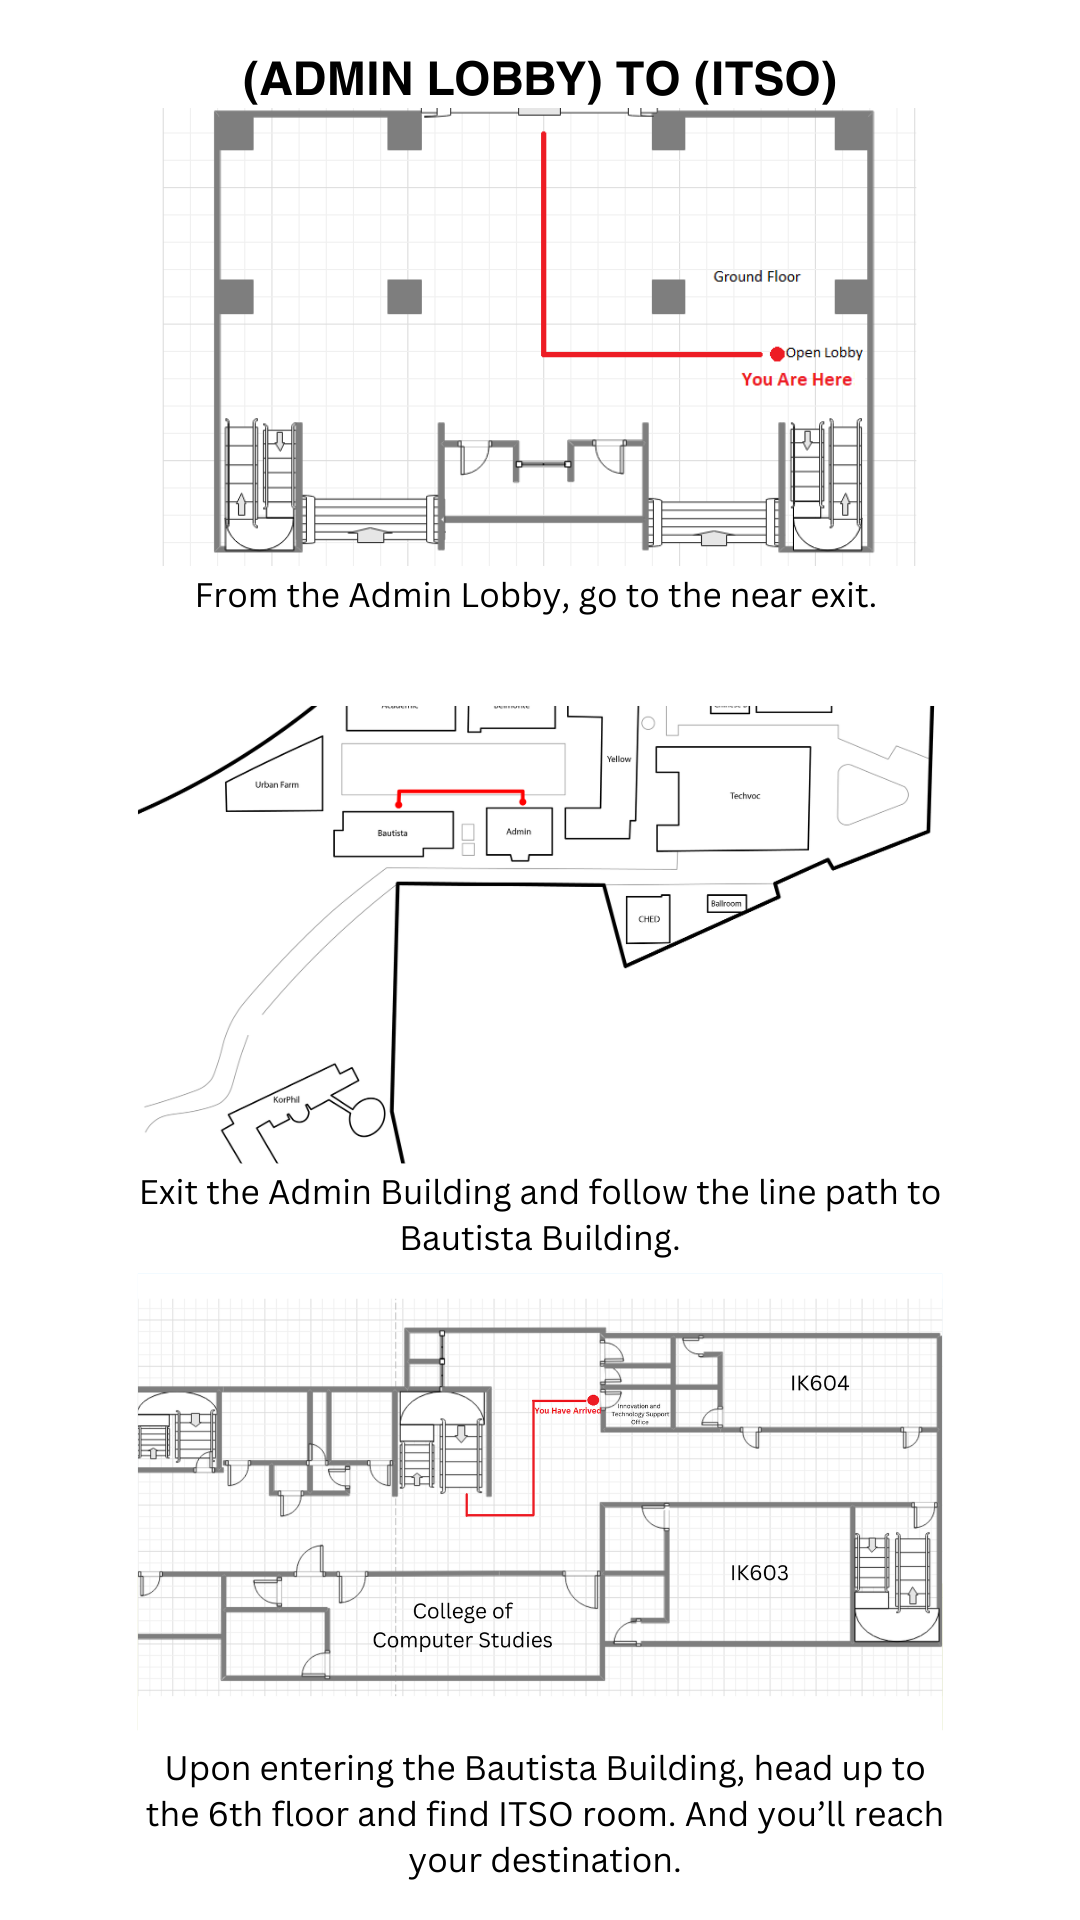 (ADMIN LOBBY) TO (ITSO)
Ground Floor
Open Lobby
You Are Here
From the Admin Lobby, go to the near exit.
Academic
Belmonte
Yellow
Urban Farm
Techvoc
Bautista
Admin
CHED
Ballroom
KorPhil
Exit the Admin Building and follow the line path to
Bautista Building.
IK604
You Have Arrived
Innovation and
Technology Support
Office
IK603
College of
Computer Studies
Upon entering the Bautista Building, head up to
the 6th floor and find ITSO room. And you’ll reach
your destination.